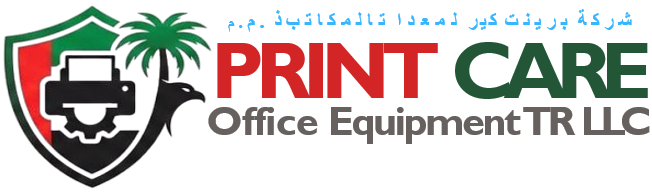 شركة برينت كير لمعدا تالمكاتبذ .م.م
PRINT CARE
Office Equipment TR LLC